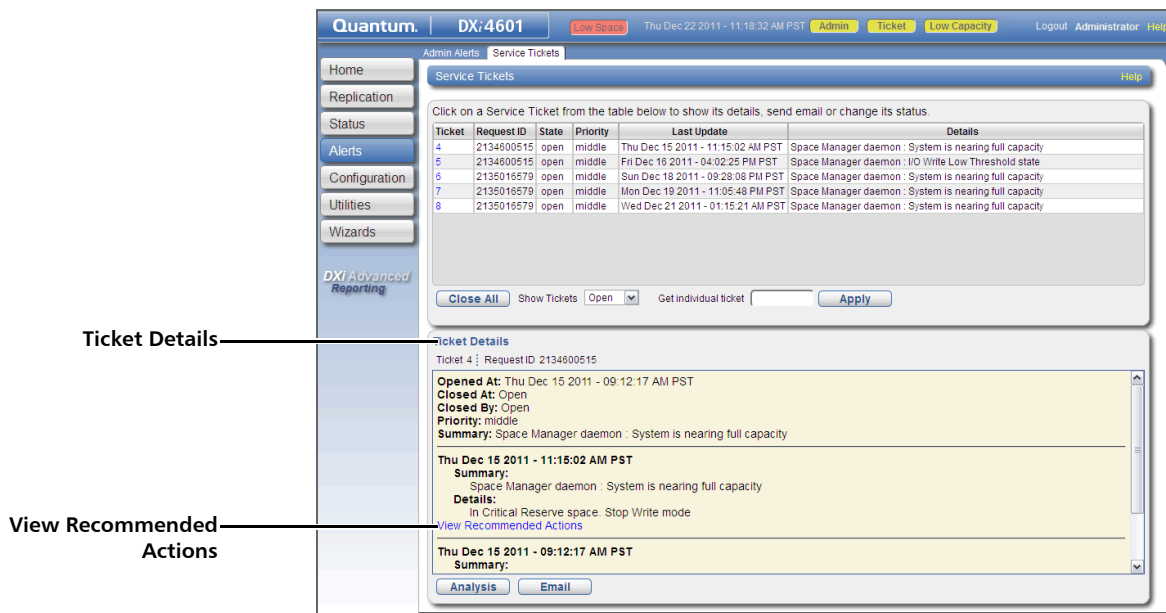 Quantum. DXi4601 Low Space Thu Dec 22 2011 - 11:18:32 AM PST Admin Ticket Low Capacity Logout Administrator Help
Admin Alerts Service Tickets
Home
Replication
Status
Alerts
Configuration
Utilities
Wizards
DXi Advanced
Reporting
Service Tickets Help
Click on a Service Ticket from the table below to show its details, send email or change its status.
Ticket Request ID State Priority Last Update Details
4 2134600515 open middle Thu Dec 15 2011 - 11:15:02 AM PST Space Manager daemon : System is nearing full capacity
5 2134600515 open middle Fri Dec 16 2011 - 04:02:25 PM PST Space Manager daemon : I/O Write Low Threshold state
6 2135016579 open middle Sun Dec 18 2011 - 09:28:08 PM PST Space Manager daemon : System is nearing full capacity
7 2135016579 open middle Mon Dec 19 2011 - 11:05:48 PM PST Space Manager daemon : System is nearing full capacity
8 2135016579 open middle Wed Dec 21 2011 - 01:15:21 AM PST Space Manager daemon : System is nearing full capacity
Close All Show Tickets Open Get individual ticket Apply
Ticket Details
Ticket Details
Ticket 4 Request ID 2134600515
Opened At: Thu Dec 15 2011 - 09:12:17 AM PST
Closed At: Open
Closed By: Open
Priority: middle
Summary: Space Manager daemon : System is nearing full capacity
Thu Dec 15 2011 - 11:15:02 AM PST
Summary:
Space Manager daemon : System is nearing full capacity
Details:
In Critical Reserve space. Stop Write mode
View Recommended Actions
View Recommended
Actions
Thu Dec 15 2011 - 09:12:17 AM PST
Summary:
Analysis Email